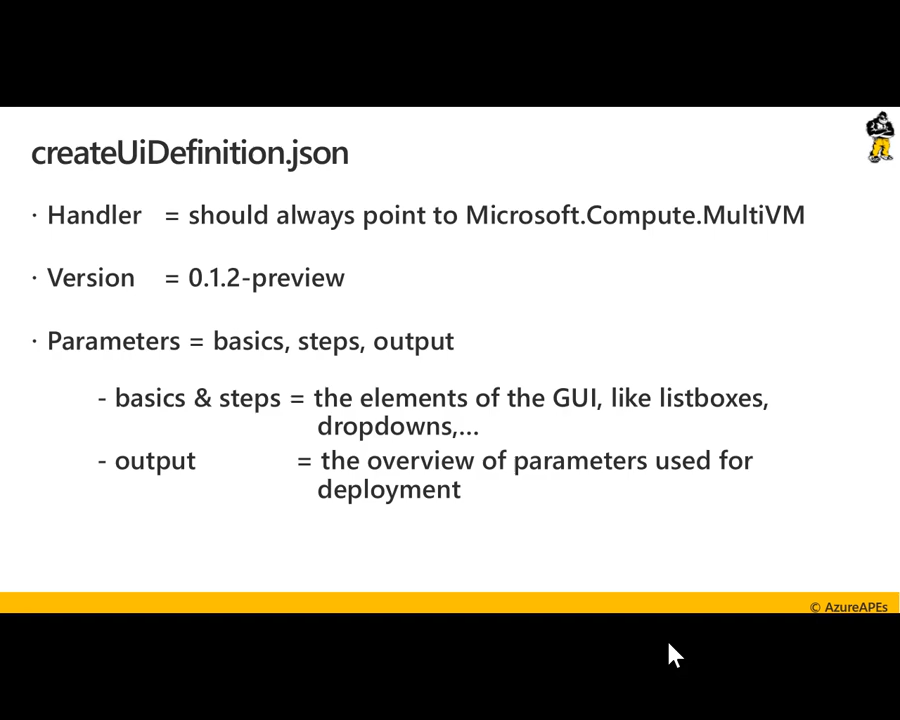 createUiDefinition.json
· Handler = should always point to Microsoft.Compute.MultiVM
· Version = 0.1.2-preview
· Parameters = basics, steps, output
- basics & steps = the elements of the GUI, like listboxes,
dropdowns,...
- output = the overview of parameters used for
deployment
© AzureAPEs